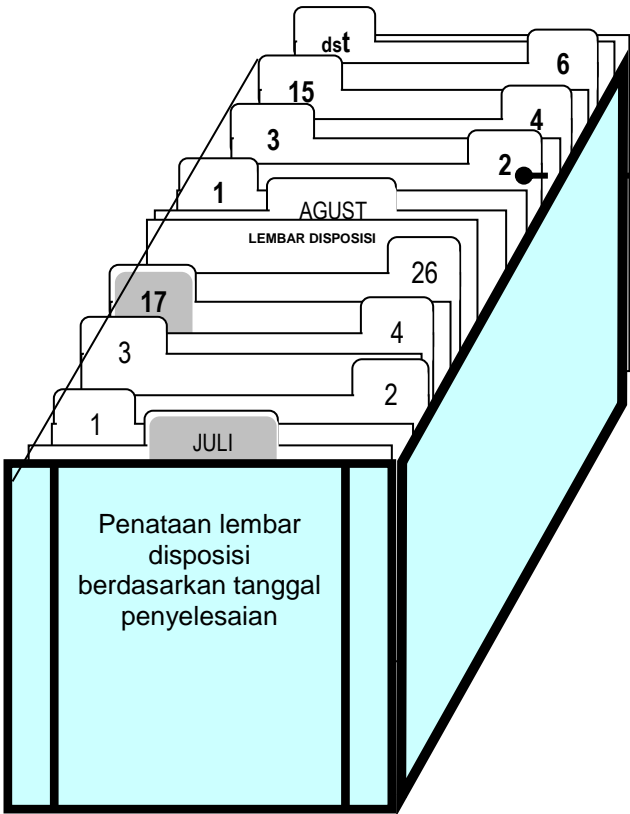 dst
6
15
4
3
2
1
AGUST
LEMBAR DISPOSISI
26
17
4
3
2
1
JULI
Penataan lembar
disposisi
berdasarkan tanggal
penyelesaian